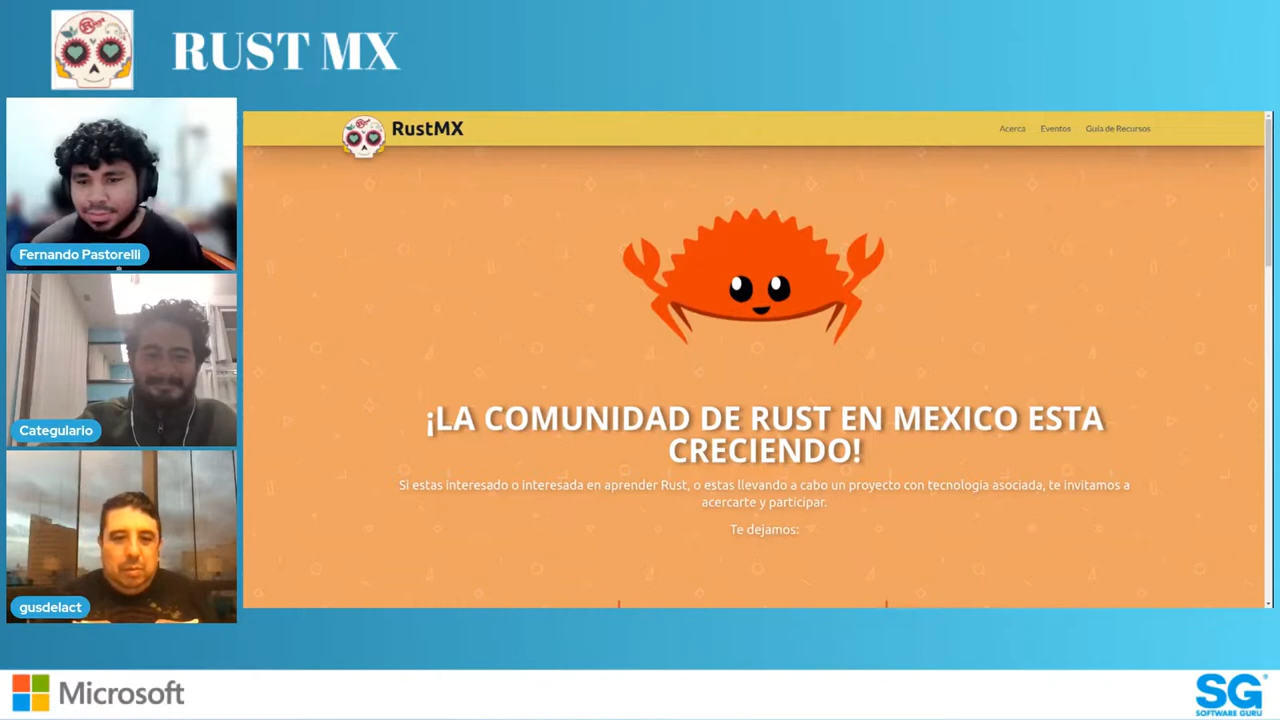 RUST MX
Fernando Pastorelli
Categulario
gusdelact
RustMX
Acerca
Eventos
Guía de Recursos
¡LA COMUNIDAD DE RUST EN MEXICO ESTA
CRECIENDO!
Si estas interesado o interesada en aprender Rust, o estas llevando a cabo un proyecto con tecnologia asociada, te invitamos a
acercarte y participar.
Te dejamos:
Microsoft
SG
SOFTWARE GURU